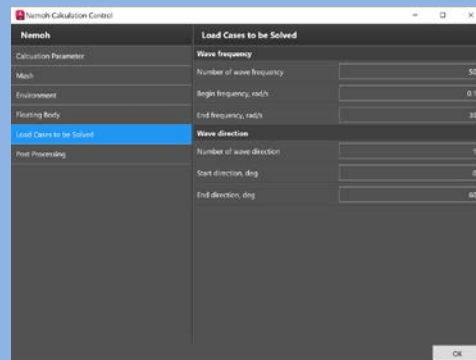 Nemoh Calculation Control
Nemoh
Load Cases to be Solved
Calcuation Parameter
Mesh
Environment
Floating Body
Load Cases to be Solved
Post Processing
Wave frequency
Number of wave frequency
50
Begin frequency, rad/s
0.1
End frequency, rad/s
30
Wave direction
Number of wave direction
1
Start direction, deg
0
End direction, deg
60
OK